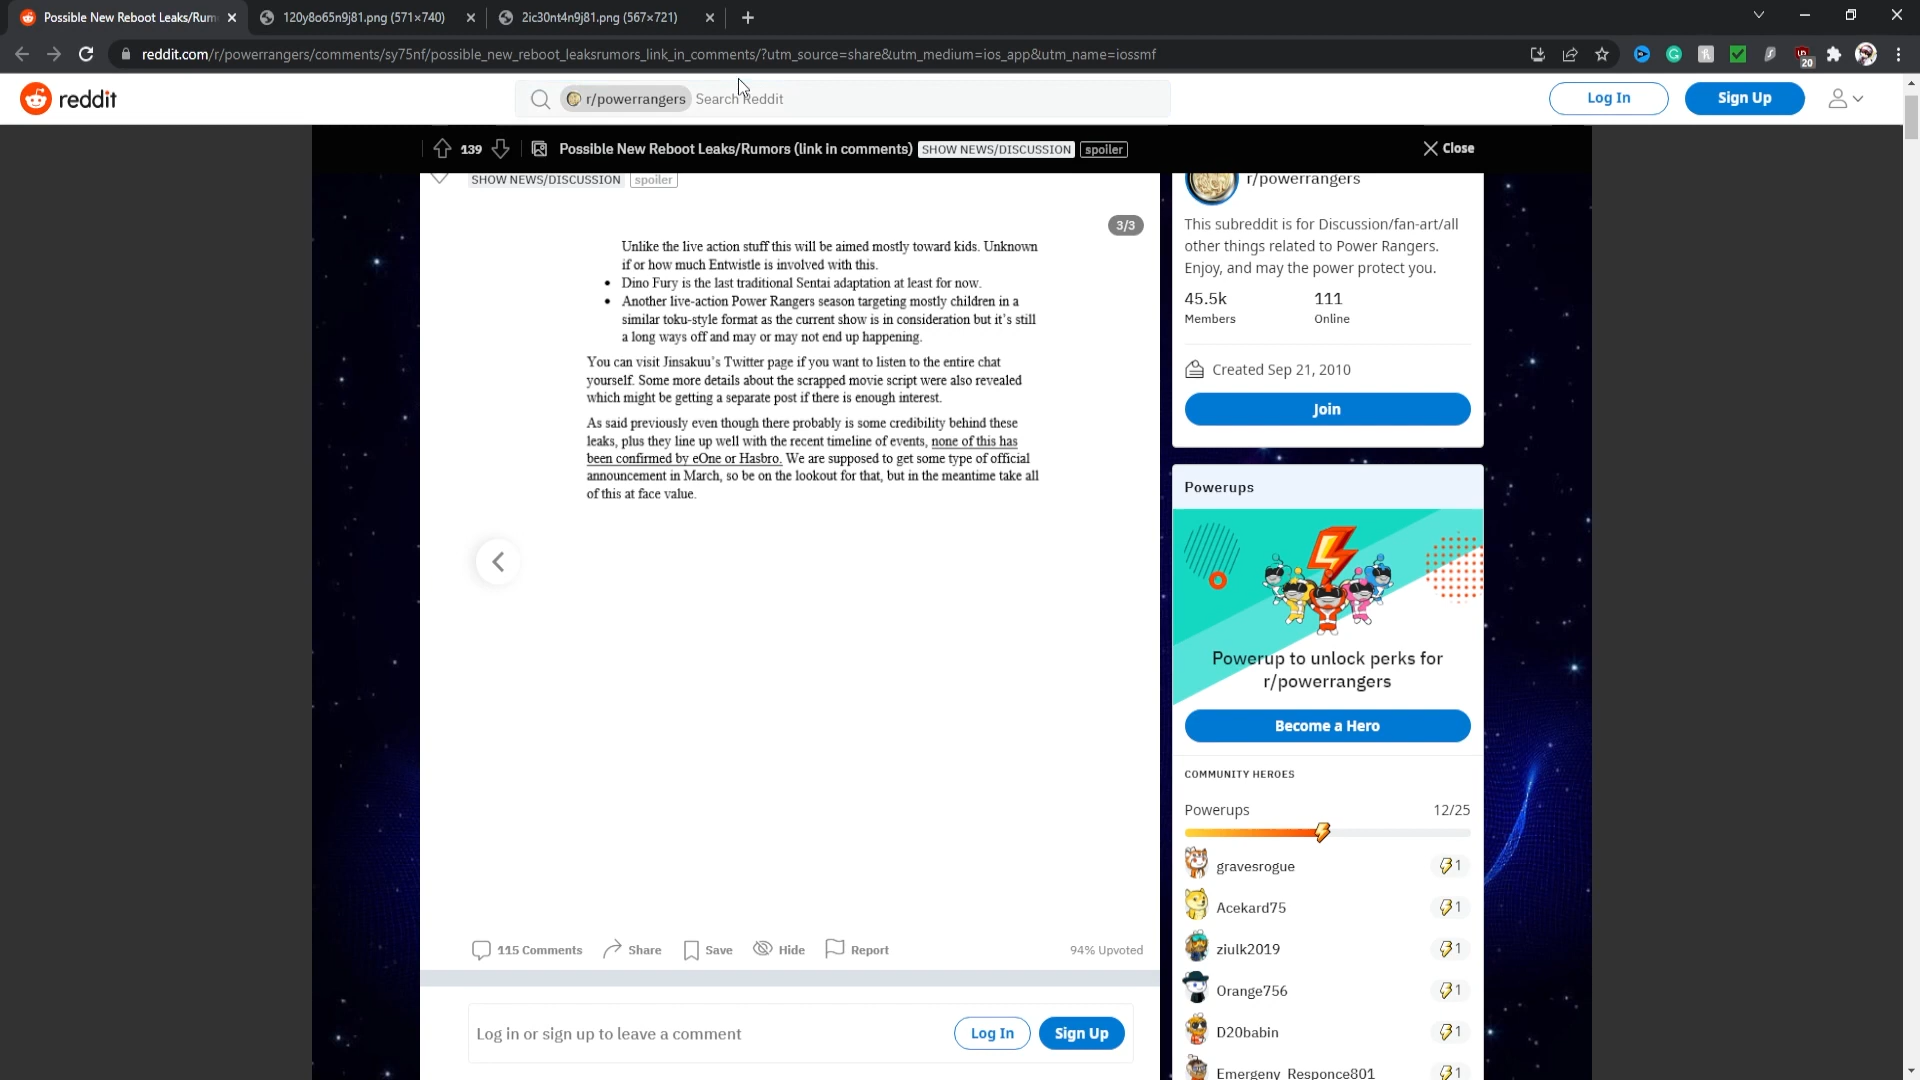 Possible New Reboot Leaks/Rum
120y8o65n9j81.png (571×740)
2ic30nt4n9j81.png (567×721)
reddit.com/r/powerrangers/comments/sy75nf/possible_new_reboot_leaksrumors_link_in_comments/?utm_source=share&utm_medium=ios_app&utm_name=iossmf
20
reddit
r/powerrangers
Search Reddit
Log In
Sign Up
139
Possible New Reboot Leaks/Rumors (link in comments)
SHOW NEWS/DISCUSSION
spoiler
Close
SHOW NEWS/DISCUSSION
spoiler
3/3
Unlike the live action stuff this will be aimed mostly toward kids. Unknown
if or how much Entwistle is involved with this.
• Dino Fury is the last traditional Sentai adaptation at least for now.
• Another live-action Power Rangers season targeting mostly children in a
similar toku-style format as the current show is in consideration but it's still
a long ways off and may or may not end up happening.
You can visit Jinsakuu's Twitter page if you want to listen to the entire chat
yourself. Some more details about the scrapped movie script were also revealed
which might be getting a separate post if there is enough interest.
As said previously even though there probably is some credibility behind these
leaks, plus they line up well with the recent timeline of events, none of this has
been confirmed by eOne or Hasbro. We are supposed to get some type of official
announcement in March, so be on the lookout for that, but in the meantime take all
of this at face value.
115 Comments
Share
Save
Hide
Report
94% Upvoted
Log in or sign up to leave a comment
Log In
Sign Up
r/powerrangers
This subreddit is for Discussion/fan-art/all
other things related to Power Rangers.
Enjoy, and may the power protect you.
45.5k
111
Members
Online
Created Sep 21, 2010
Join
Powerups
Powerup to unlock perks for
r/powerrangers
Become a Hero
COMMUNITY HEROES
Powerups
12/25
gravesrogue
1
Acekard75
1
ziulk2019
1
Orange756
1
D20babin
1
Emergeny_Responce801
1